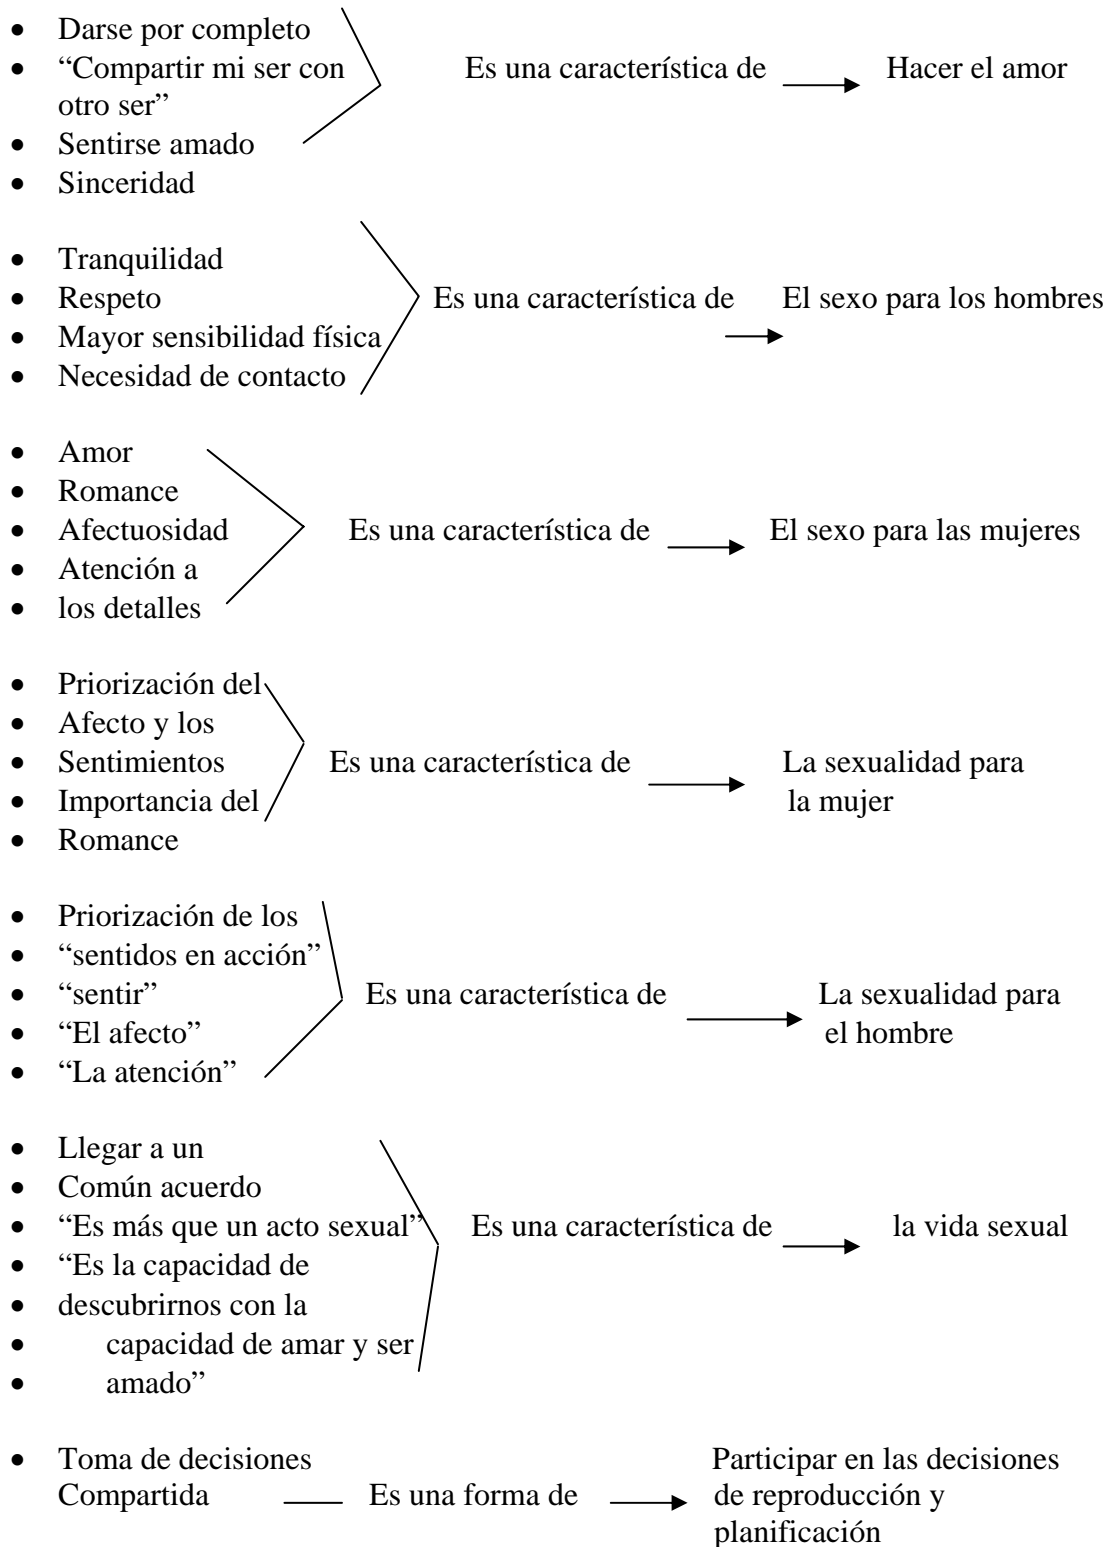 • Darse por completo
• “Compartir mi ser con Es una característica de Hacer el amor
otro ser”
• Sentirse amado
• Sinceridad
• Tranquilidad
• Respeto Es una característica de El sexo para los hombres
• Mayor sensibilidad física
• Necesidad de contacto
• Amor
• Romance
• Afectuosidad Es una característica de El sexo para las mujeres
• Atención a
• los detalles
• Priorización del
• Afecto y los
• Sentimientos Es una característica de La sexualidad para
• Importancia del la mujer
• Romance
• Priorización de los
• “sentidos en acción”
• “sentir” Es una característica de La sexualidad para
• “El afecto” el hombre
• “La atención”
• Llegar a un
• Común acuerdo
• “Es más que un acto sexual” Es una característica de la vida sexual
• “Es la capacidad de
• descubrirnos con la
• capacidad de amar y ser
• amado”
• Toma de decisiones Participar en las decisiones
Compartida Es una forma de de reproducción y
planificación